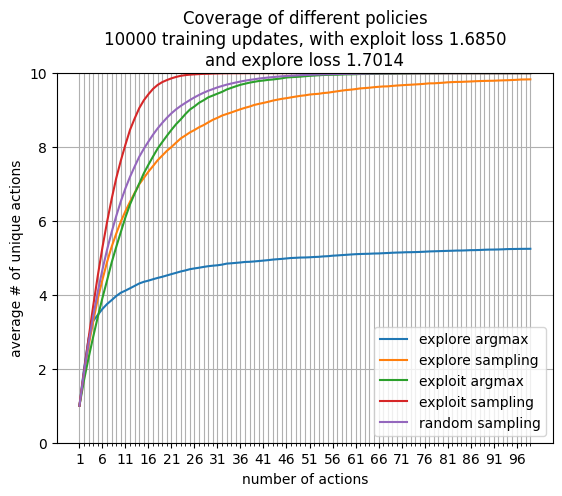 Coverage of different policies
10000 training updates, with exploit loss 1.6850
and explore loss 1.7014
10
8
6
4
2
0
average # of unique actions
explore argmax
explore sampling
exploit argmax
exploit sampling
random sampling
1 6 11 16 21 26 31 36 41 46 51 56 61 66 71 76 81 86 91 96
number of actions